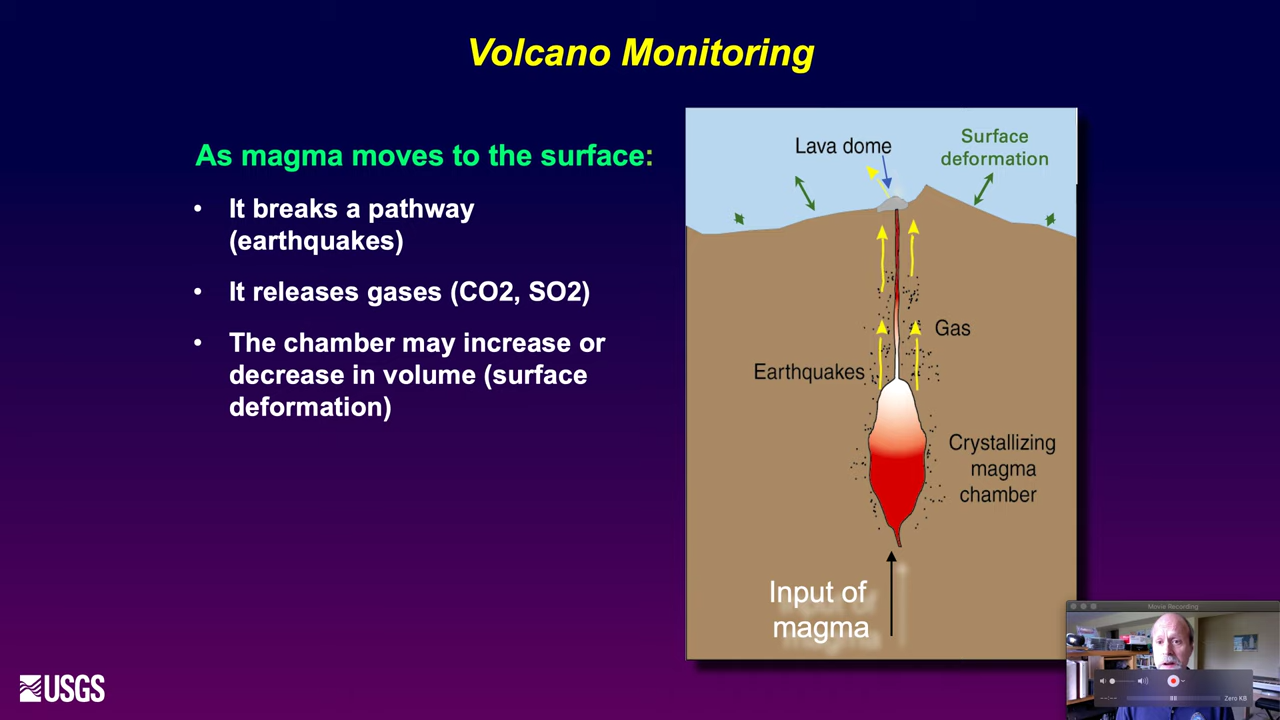 Volcano Monitoring
As magma moves to the surface:
• It breaks a pathway
(earthquakes)
• It releases gases (CO2, SO2)
• The chamber may increase or
decrease in volume (surface
deformation)
Lava dome
Surface
deformation
Gas
Earthquakes
Crystallizing
magma
chamber
Input of
magma
USGS
Movie Recording
--:--
Zero KB